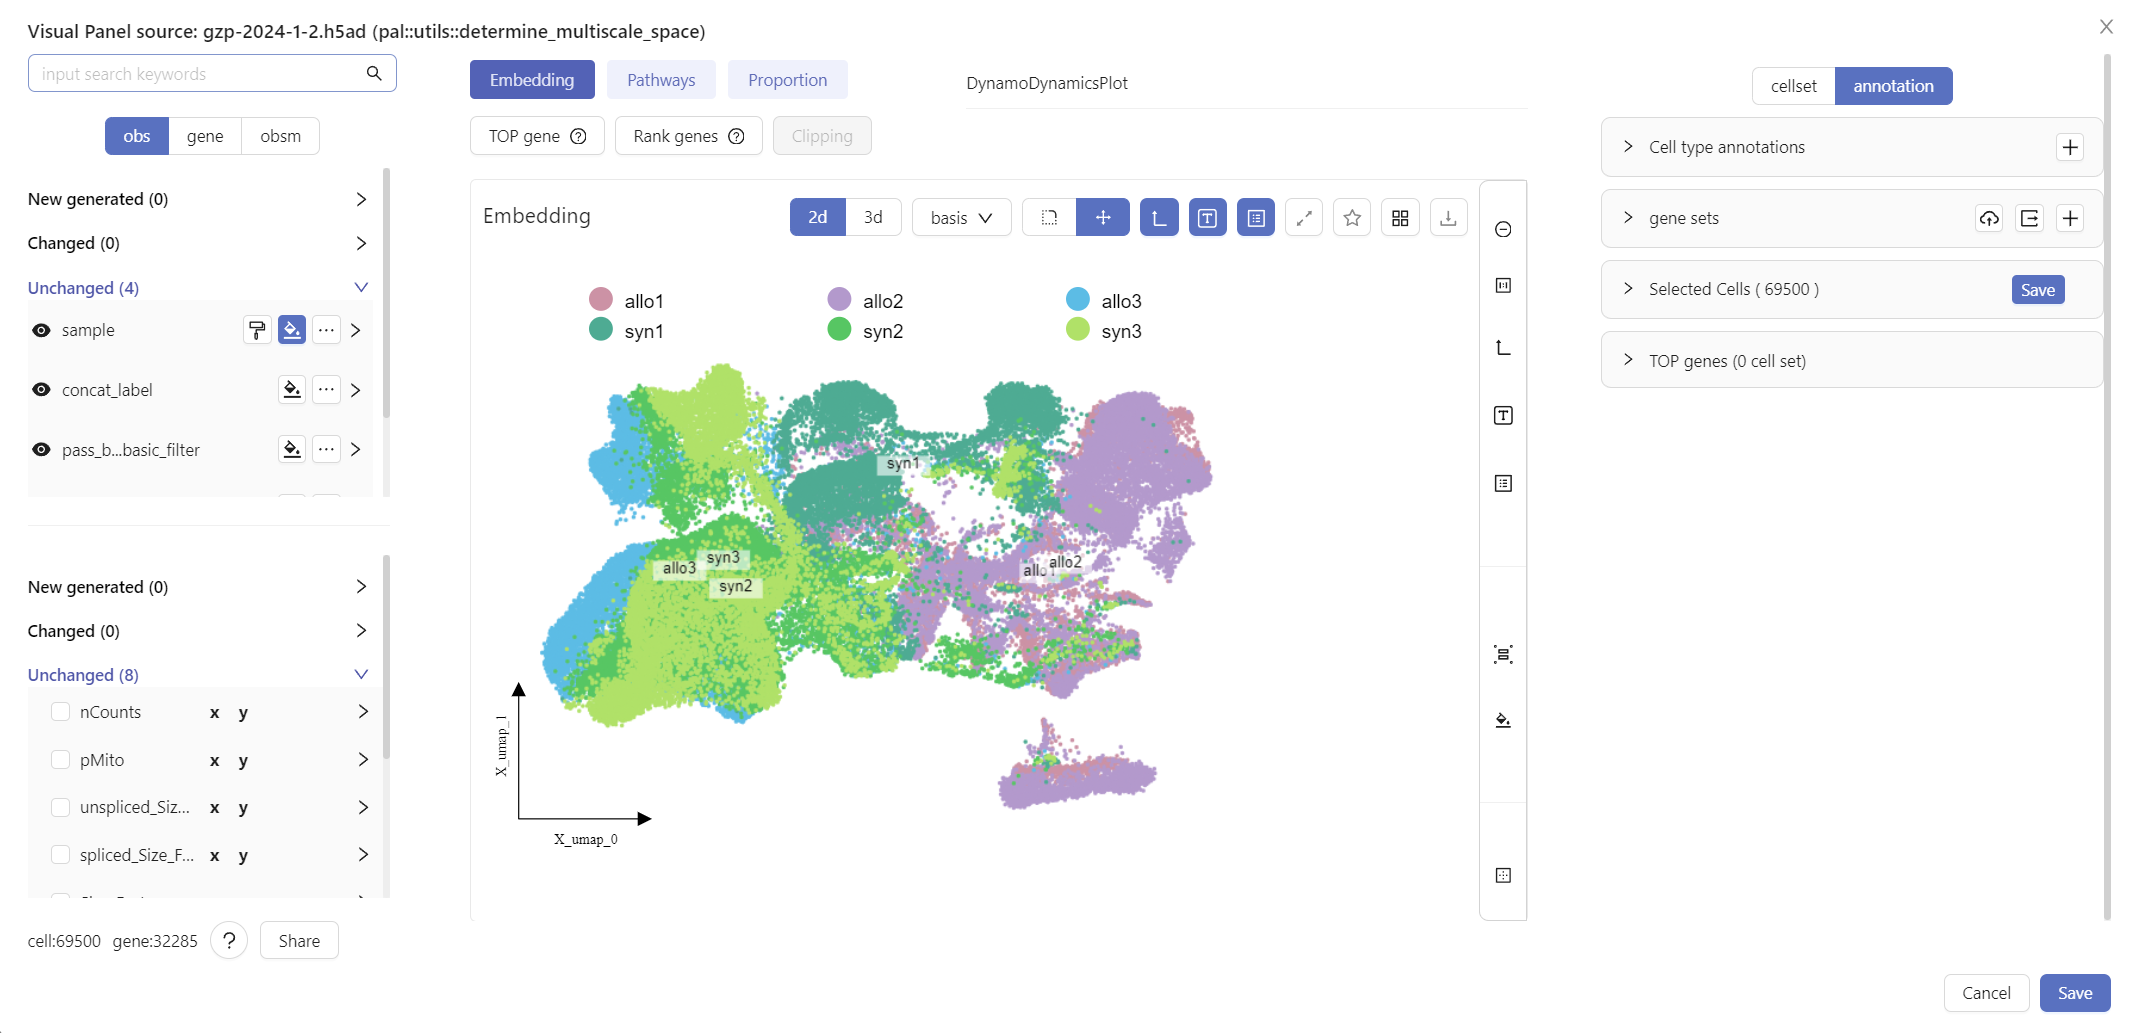 Visual Panel source: gzp-2024-1-2.h5ad (pal::utils::determine_multiscale_space)
input search keywords
obs gene obsm
New generated (0)
Changed (0)
Unchanged (4)
sample
concat_label
pass_b...basic_filter
New generated (0)
Changed (0)
Unchanged (8)
nCounts x y
pMito x y
unspliced_Siz... x y
spliced_Size_F... x y
cell:69500 gene:32285 ? Share
Embedding Pathways Proportion
DynamoDynamicsPlot
TOP gene ? Rank genes ? Clipping
Embedding
2d 3d basis
allo1 allo2 allo3
syn1 syn2 syn3
syn1
syn3
allo3
syn2
allo2
allo1
X_umap_1
X_umap_0
cellset annotation
Cell type annotations
gene sets
Selected Cells ( 69500 ) Save
TOP genes (0 cell set)
Cancel Save